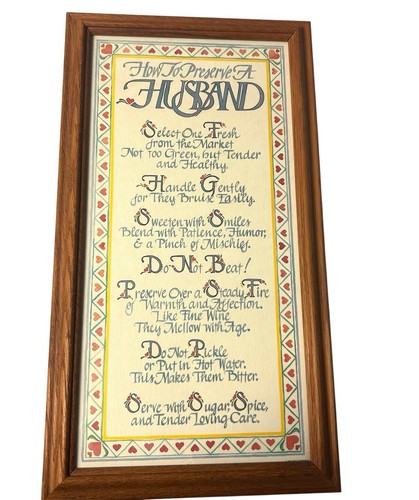 How To Preserve A
HUSBAND
Select One Fresh
from the Market
Not Too Green, but Tender
and Healthy.
Handle Gently
for They Bruise Easily.
Sweeten with Smiles
Blend with Patience, Humor,
& a Pinch of Mischief.
Do Not Beat!
Preserve Over a Steady Fire
of Warmth and Affection.
Like Fine Wine
They Mellow with Age.
Do Not Pickle
or Put in Hot Water.
This Makes Them Bitter.
Serve with Sugar, Spice,
and Tender Loving Care.